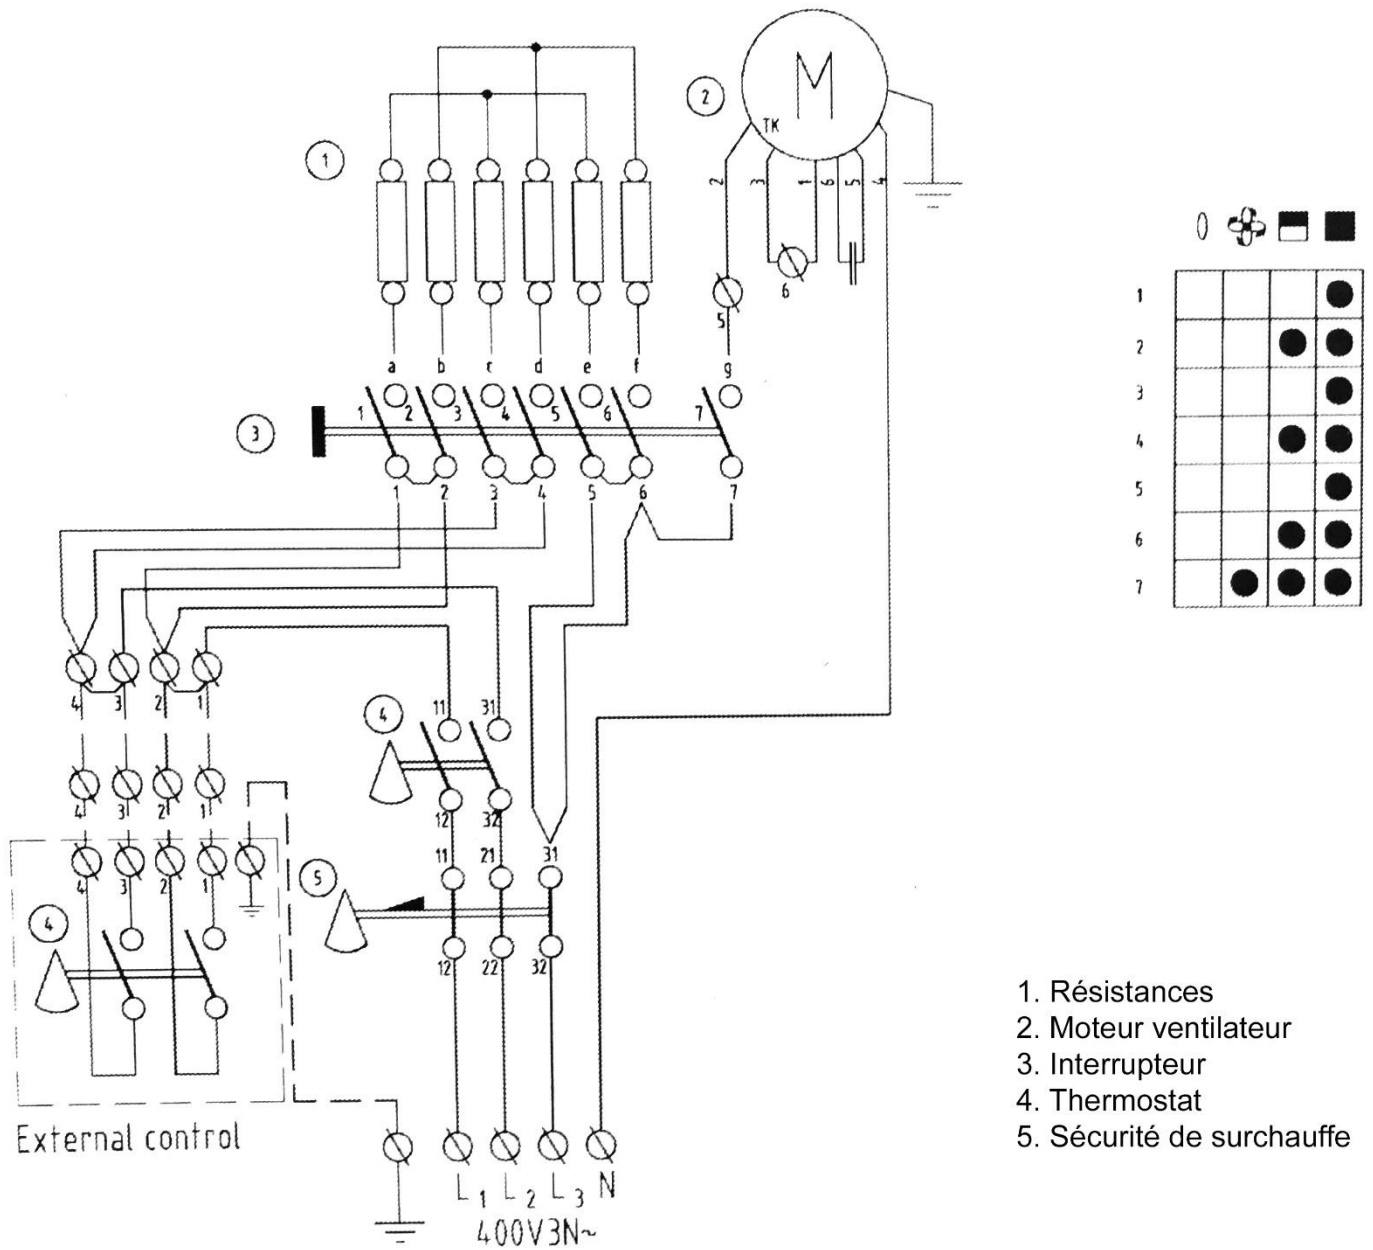 M
TK
2
1
2 3 1 6 5 4
6
5
a b c d e f g
1 2 3 4 5 6 7
3
1 2 3 4 5 6 7
1
2
3
4
5
6
7
4 3 2 1
4
11 31
4 3 2 1
12 32
11 21 31
4 3 2 1
5
4
12 22 32
External control
L1 L2 L3 N
400V3N~
1. Résistances
2. Moteur ventilateur
3. Interrupteur
4. Thermostat
5. Sécurité de surchauffe